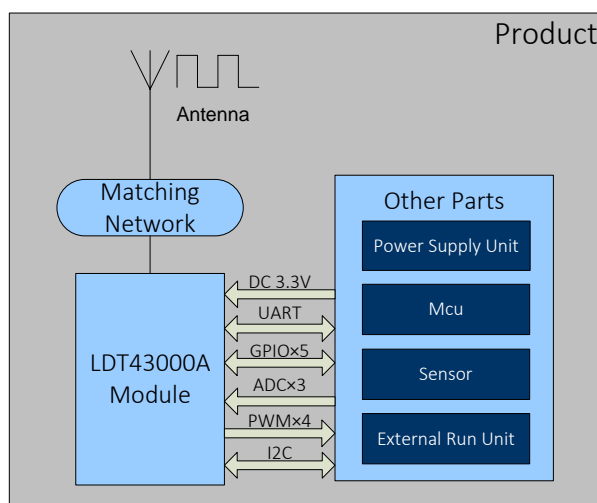 Product
Antenna
Matching
Network
LDT43000A
Module
DC 3.3V
UART
GPIO×5
ADC×3
PWM×4
I2C
Other Parts
Power Supply Unit
Mcu
Sensor
External Run Unit